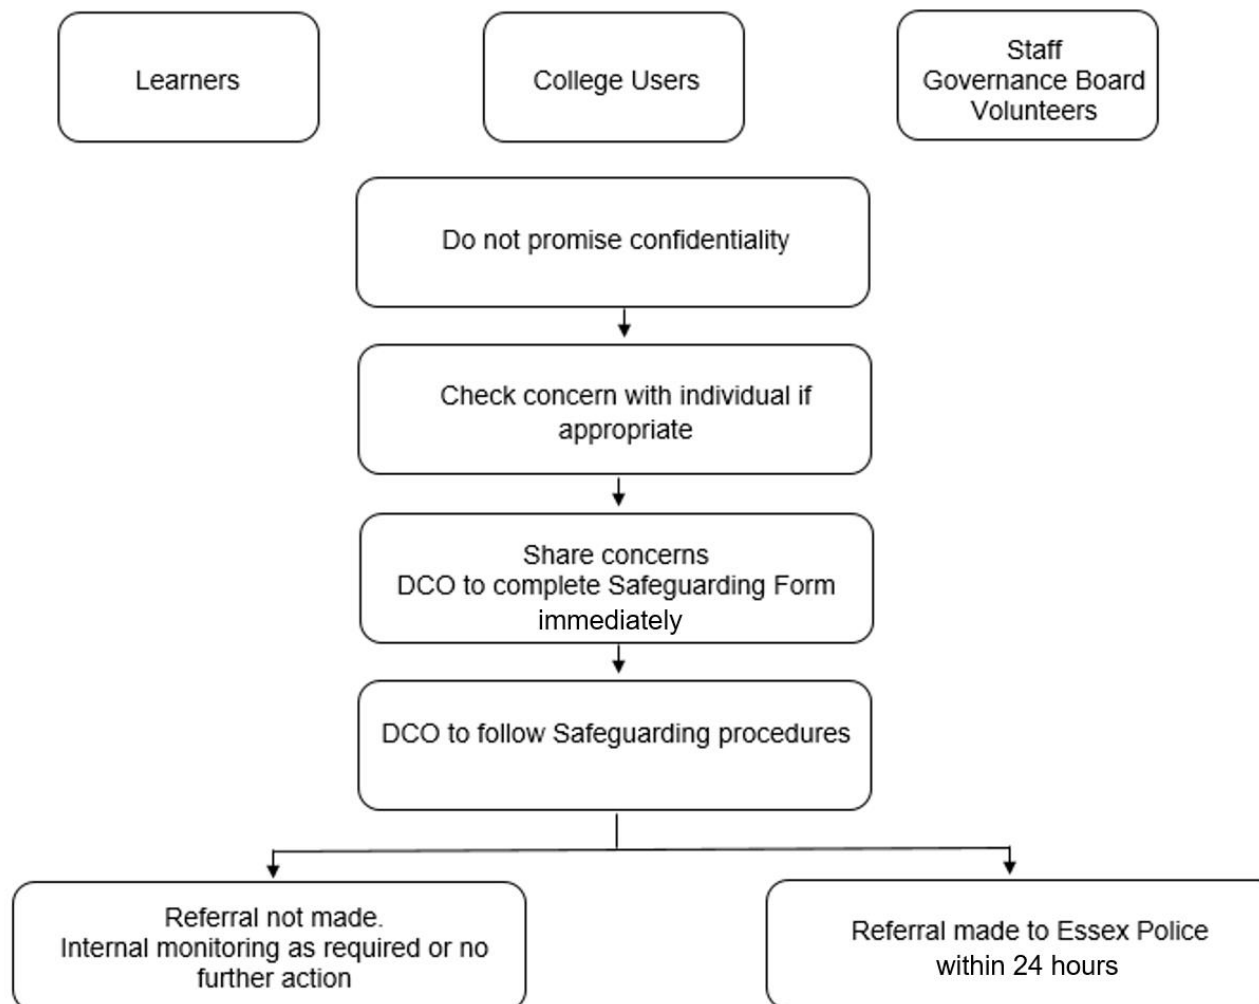 Learners
College Users
Staff
Governance Board
Volunteers
Do not promise confidentiality
Check concern with individual if
appropriate
Share concerns
DCO to complete Safeguarding Form
immediately
DCO to follow Safeguarding procedures
Referral not made.
Internal monitoring as required or no
further action
Referral made to Essex Police
within 24 hours